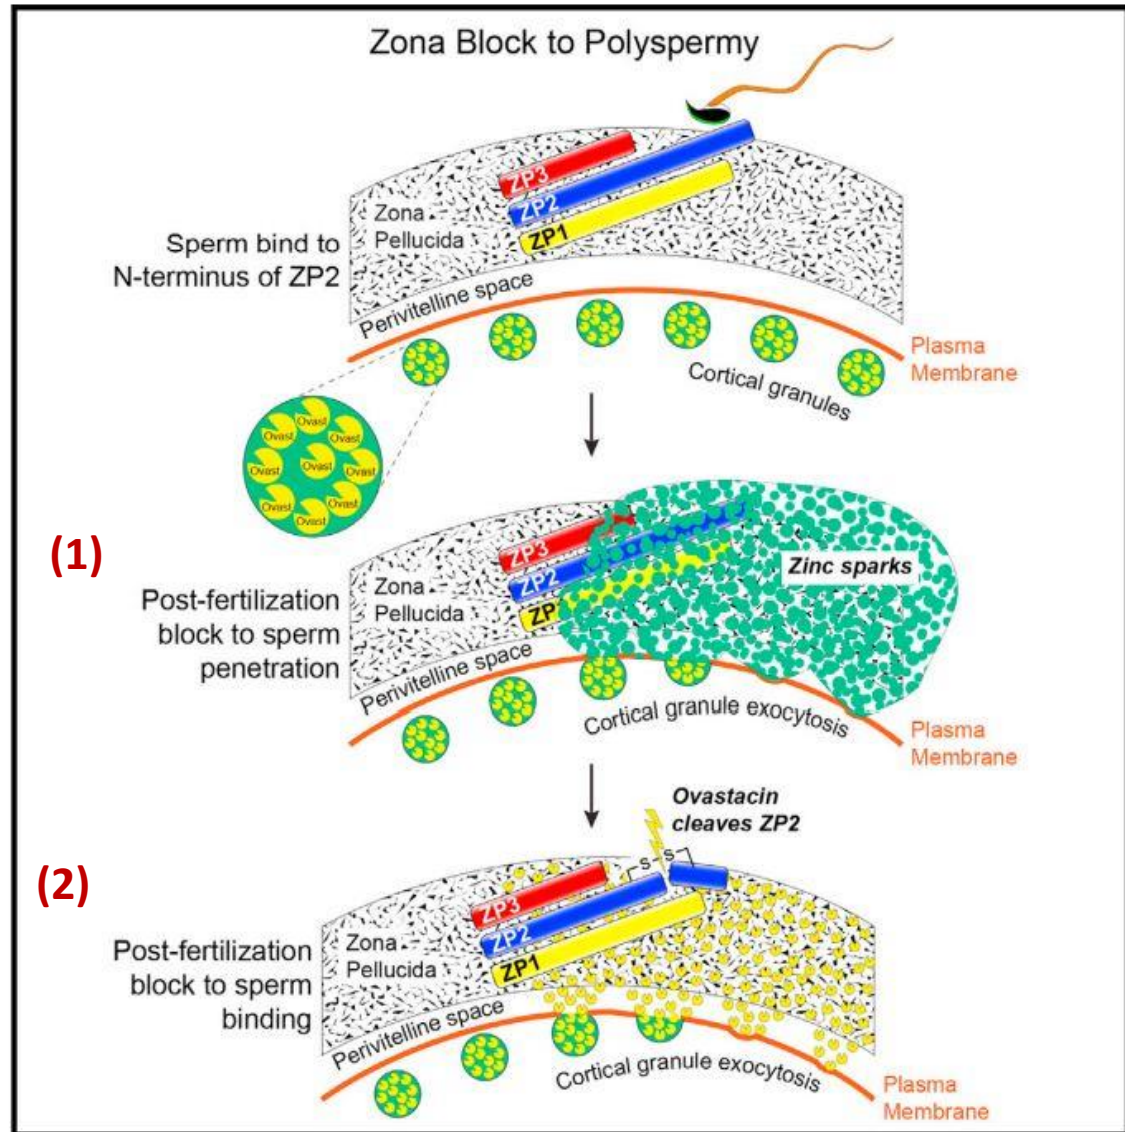 Zona Block to Polyspermy
ZP3
ZP2
ZP1
Zona
Pellucida
Sperm bind to
N-terminus of ZP2
Perivitelline space
Plasma
Membrane
Cortical granules
Ovast
Ovast
Ovast
Ovast
Ovast
Ovast
Ovast
Ovast
Ovast
(1)
Post-fertilization
block to sperm
penetration
ZP3
ZP2
ZP
Zona
Pellucida
Zinc sparks
Perivitelline space
Cortical granule exocytosis
Plasma
Membrane
Ovastacin
cleaves ZP2
(2)
S S
ZP3
ZP2
ZP1
Zona
Pellucida
Post-fertilization
block to sperm
binding
Perivitelline space
Cortical granule exocytosis
Plasma
Membrane